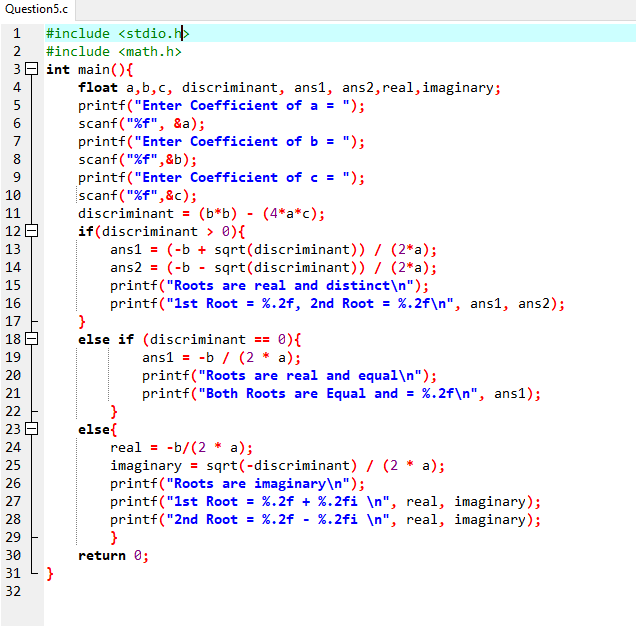 Question5.c
1 #include <stdio.h>
2 #include <math.h>
3 int main(){
4 float a,b,c, discriminant, ans1, ans2,real,imaginary;
5 printf("Enter Coefficient of a = ");
6 scanf("%f", &a);
7 printf("Enter Coefficient of b = ");
8 scanf("%f",&b);
9 printf("Enter Coefficient of c = ");
10 scanf("%f",&c);
11 discriminant = (b*b) - (4*a*c);
12 if(discriminant > 0){
13 ans1 = (-b + sqrt(discriminant)) / (2*a);
14 ans2 = (-b - sqrt(discriminant)) / (2*a);
15 printf("Roots are real and distinct\n");
16 printf("1st Root = %.2f, 2nd Root = %.2f\n", ans1, ans2);
17 }
18 else if (discriminant == 0){
19 ans1 = -b / (2 * a);
20 printf("Roots are real and equal\n");
21 printf("Both Roots are Equal and = %.2f\n", ans1);
22 }
23 else{
24 real = -b/(2 * a);
25 imaginary = sqrt(-discriminant) / (2 * a);
26 printf("Roots are imaginary\n");
27 printf("1st Root = %.2f + %.2fi \n", real, imaginary);
28 printf("2nd Root = %.2f - %.2fi \n", real, imaginary);
29 }
30 return 0;
31 }
32